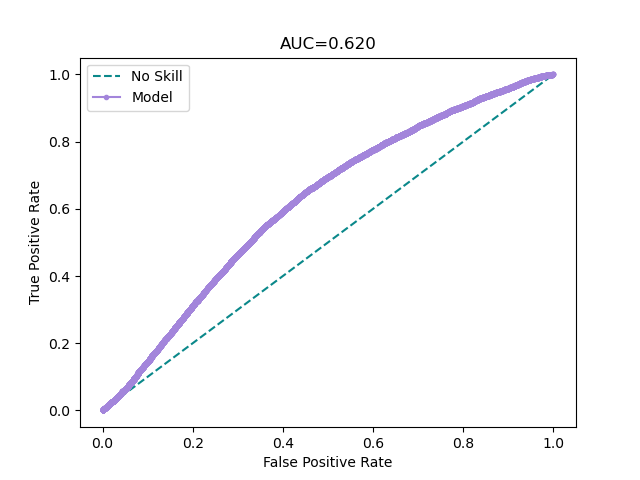 AUC=0.620
No Skill
Model
True Positive Rate
1.0
0.8
0.6
0.4
0.2
0.0
0.0 0.2 0.4 0.6 0.8 1.0
False Positive Rate